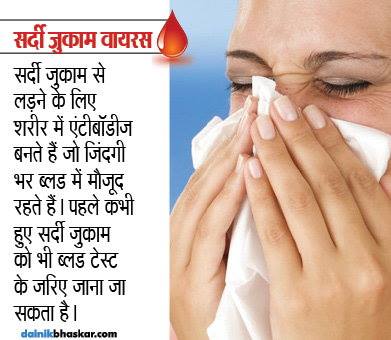 सर्दी जुकाम वायरस
सर्दी जुकाम से
लड़ने के लिए
शरीर में एंटीबॉडीज
बनते हैं जो जिंदगी
भर ब्लड में मौजूद
रहते हैं। पहले कभी
हुए सर्दी जुकाम
को भी ब्लड टेस्ट
के जरिए जाना जा
सकता है।
dainikbhaskar.com